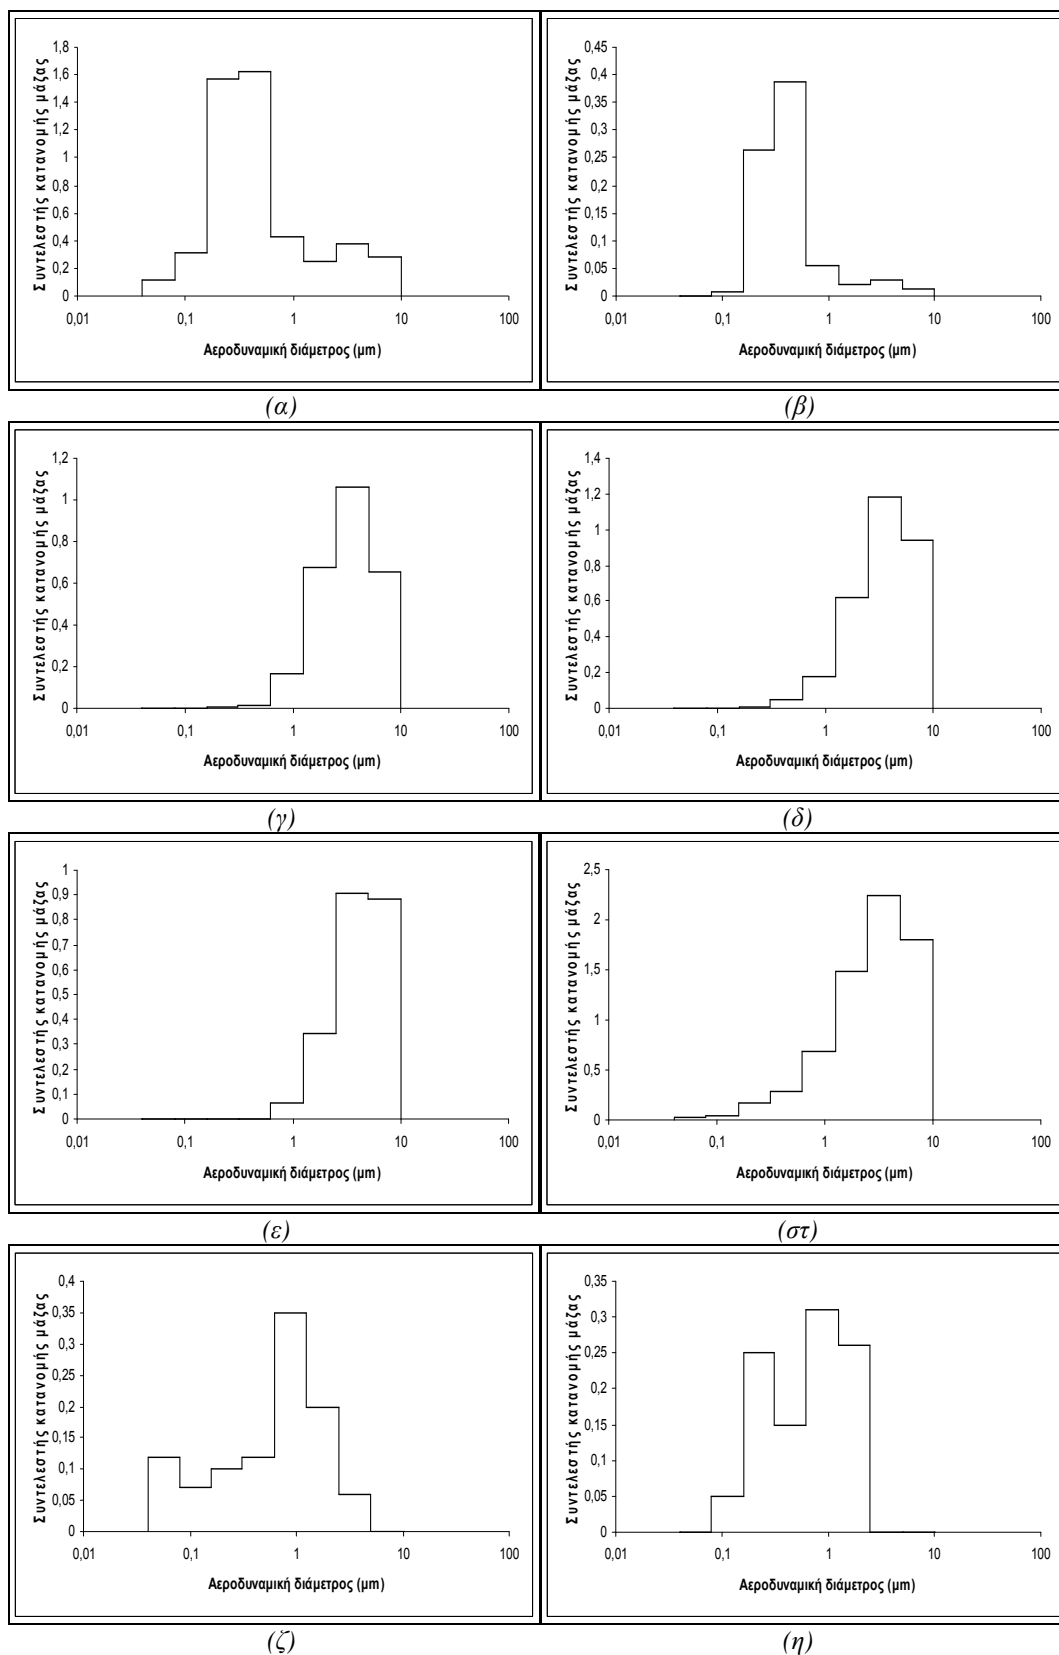 Συντελεστής κατανομής μάζας
1,8
1,6
1,4
1,2
1
0,8
0,6
0,4
0,2
0
0,01 0,1 1 10 100
Αεροδυναμική διάμετρος (μm)
(α)
Συντελεστής κατανομής μάζας
0,45
0,4
0,35
0,3
0,25
0,2
0,15
0,1
0,05
0
0,01 0,1 1 10 100
Αεροδυναμική διάμετρος (μm)
(β)
Συντελεστής κατανομής μάζας
1,2
1
0,8
0,6
0,4
0,2
0
0,01 0,1 1 10 100
Αεροδυναμική διάμετρος (μm)
(γ)
Συντελεστής κατανομής μάζας
1,4
1,2
1
0,8
0,6
0,4
0,2
0
0,01 0,1 1 10 100
Αεροδυναμική διάμετρος (μm)
(δ)
Συντελεστής κατανομής μάζας
1
0,9
0,8
0,7
0,6
0,5
0,4
0,3
0,2
0,1
0
0,01 0,1 1 10 100
Αεροδυναμική διάμετρος (μm)
(ε)
Συντελεστής κατανομής μάζας
2,5
2
1,5
1
0,5
0
0,01 0,1 1 10 100
Αεροδυναμική διάμετρος (μm)
(στ)
Συντελεστής κατανομής μάζας
0,4
0,35
0,3
0,25
0,2
0,15
0,1
0,05
0
0,01 0,1 1 10 100
Αεροδυναμική διάμετρος (μm)
(ζ)
Συντελεστής κατανομής μάζας
0,35
0,3
0,25
0,2
0,15
0,1
0,05
0
0,01 0,1 1 10 100
Αεροδυναμική διάμετρος (μm)
(η)